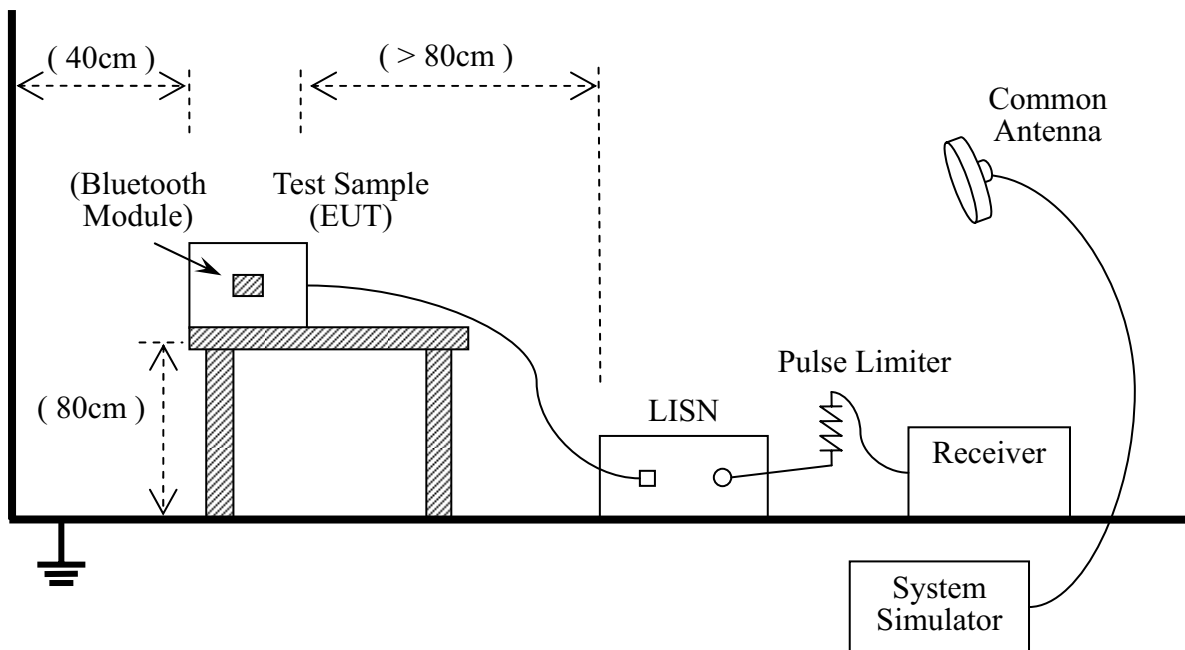 ( 40cm )
( > 80cm )
Common
Antenna
(Bluetooth
Module)
Test Sample
(EUT)
Pulse Limiter
( 80cm )
LISN
Receiver
System
Simulator